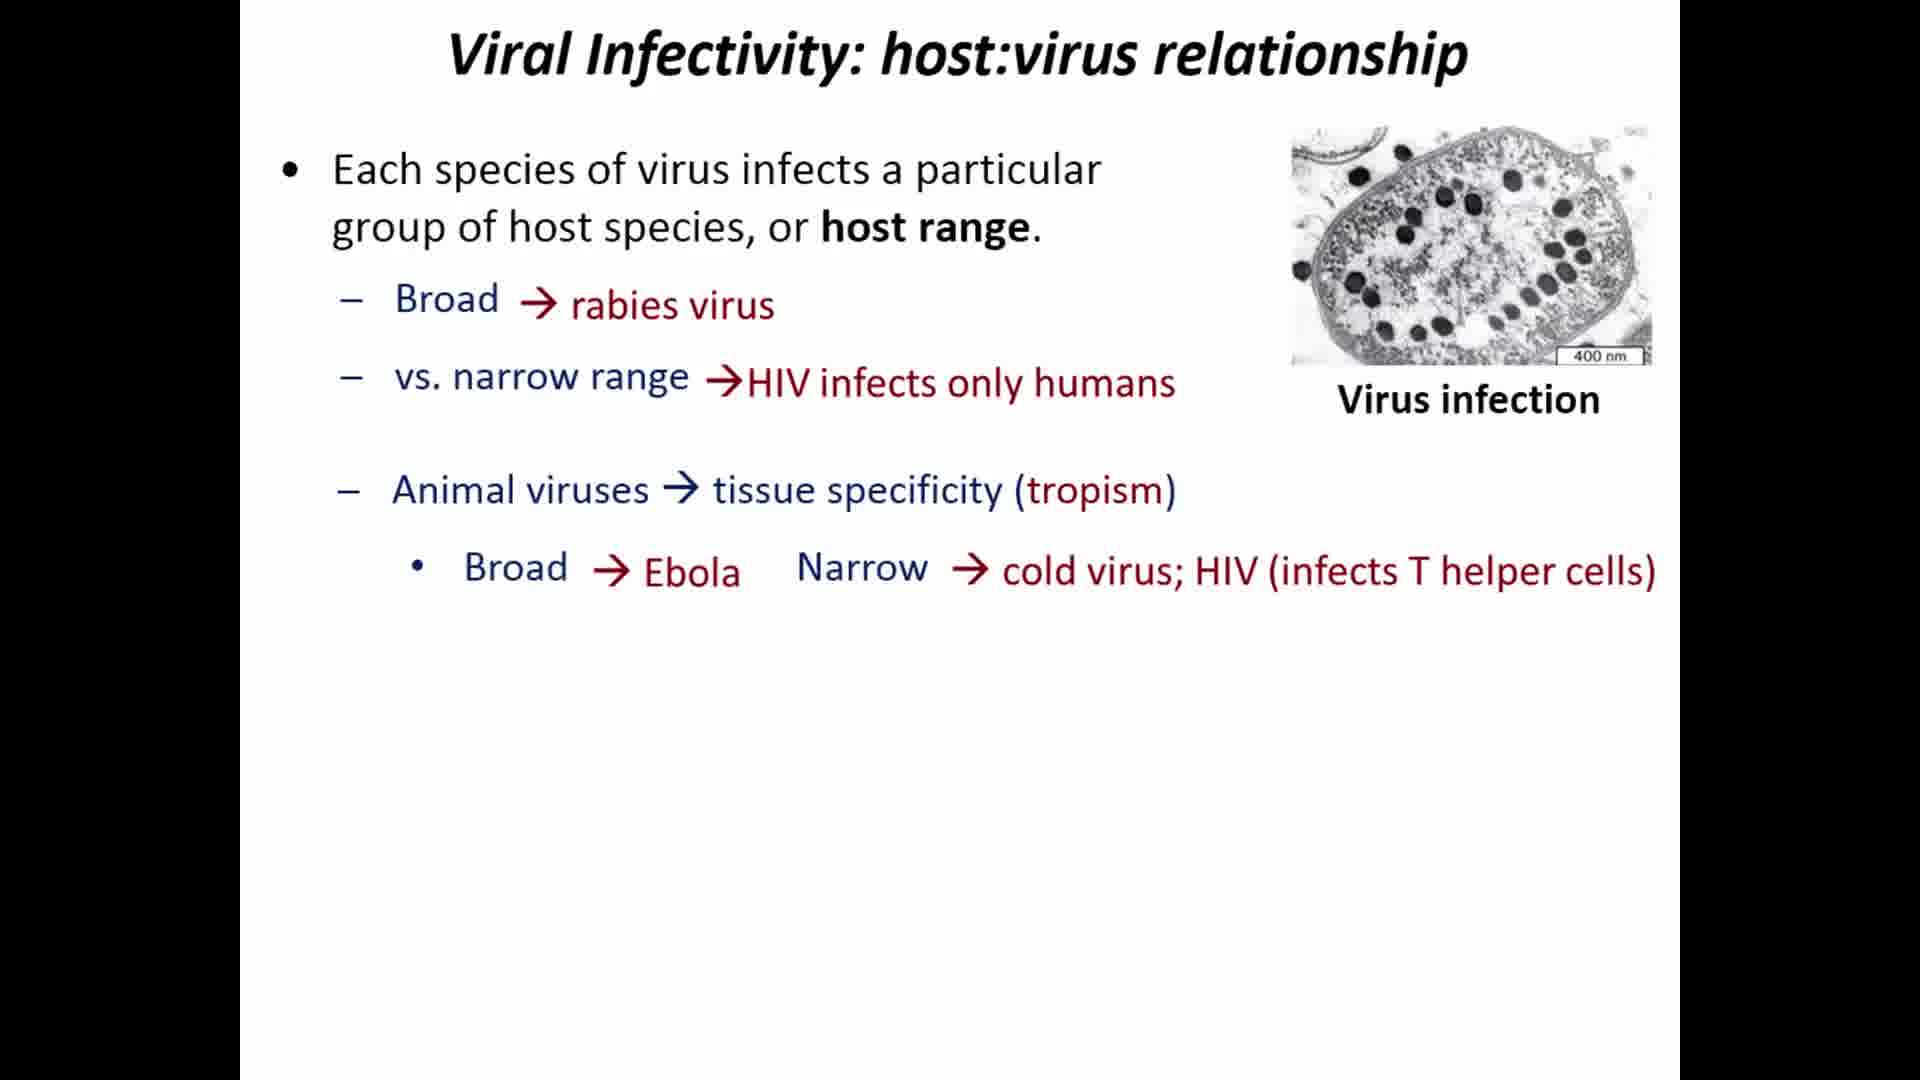 Viral Infectivity: host:virus relationship
• Each species of virus infects a particular
group of host species, or host range.
– Broad → rabies virus
– vs. narrow range →HIV infects only humans
400 nm
Virus infection
– Animal viruses → tissue specificity (tropism)
• Broad → Ebola Narrow → cold virus; HIV (infects T helper cells)